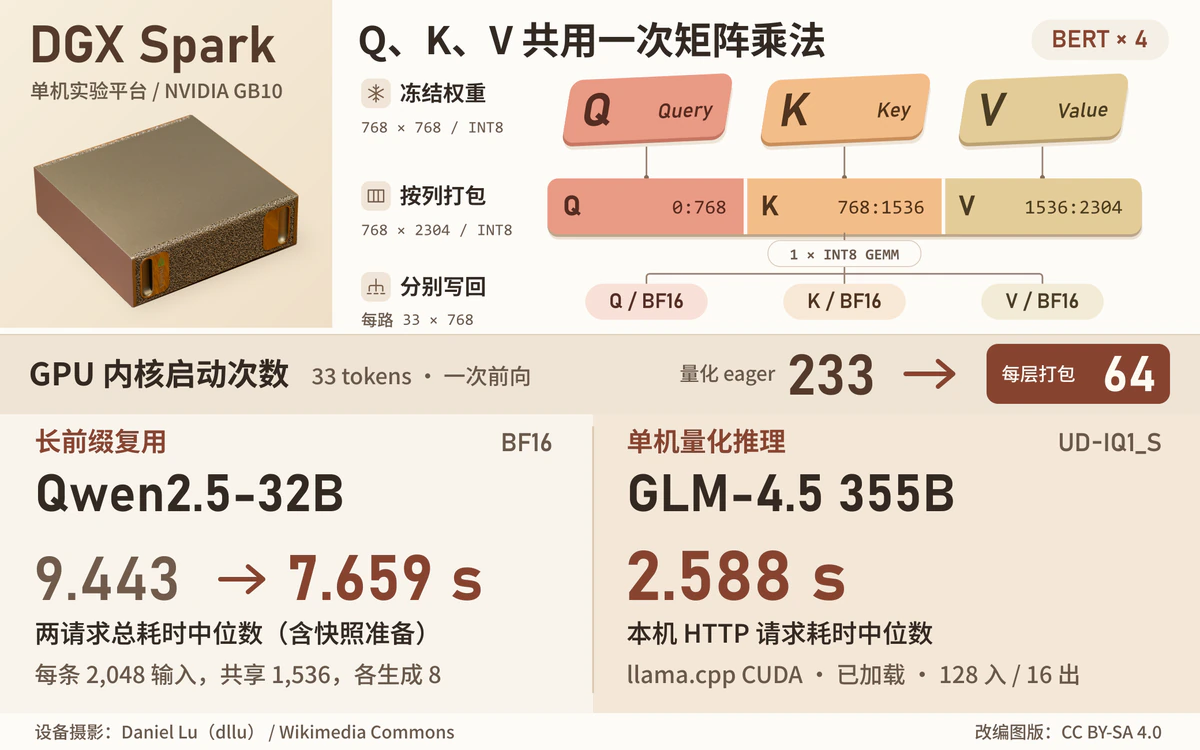 DGX Spark
单机实验平台 / NVIDIA GB10
Q、K、V 共用一次矩阵乘法
BERT × 4
冻结权重
768 × 768 / INT8
Q Query
K Key
V Value
按列打包
768 × 2304 / INT8
Q 0:768
K 768:1536
V 1536:2304
1 × INT8 GEMM
分别写回
每路 33 × 768
Q / BF16
K / BF16
V / BF16
GPU 内核启动次数 33 tokens · 一次前向
量化 eager 233 → 每层打包 64
长前缀复用 BF16
Qwen2.5-32B
9.443 → 7.659 s
两请求总耗时中位数（含快照准备）
每条 2,048 输入，共享 1,536，各生成 8
单机量化推理 UD-IQ1_S
GLM-4.5 355B
2.588 s
本机 HTTP 请求耗时中位数
llama.cpp CUDA · 已加载 · 128 入 / 16 出
设备摄影：Daniel Lu（dllu） / Wikimedia Commons
改编图版：CC BY-SA 4.0